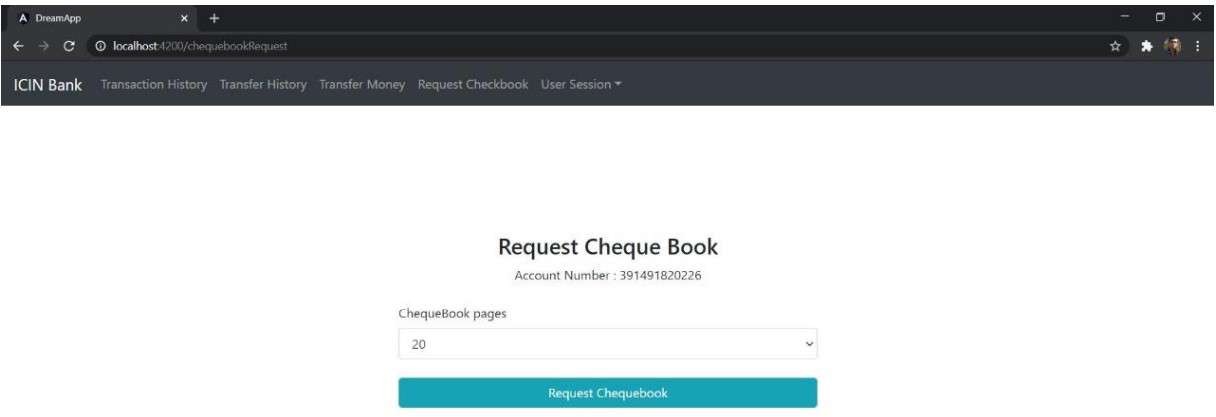 DreamApp
localhost:4200/chequebookRequest
ICIN Bank Transaction History Transfer History Transfer Money Request Checkbook User Session
Request Cheque Book
Account Number : 391491820226
ChequeBook pages
20
Request Chequebook